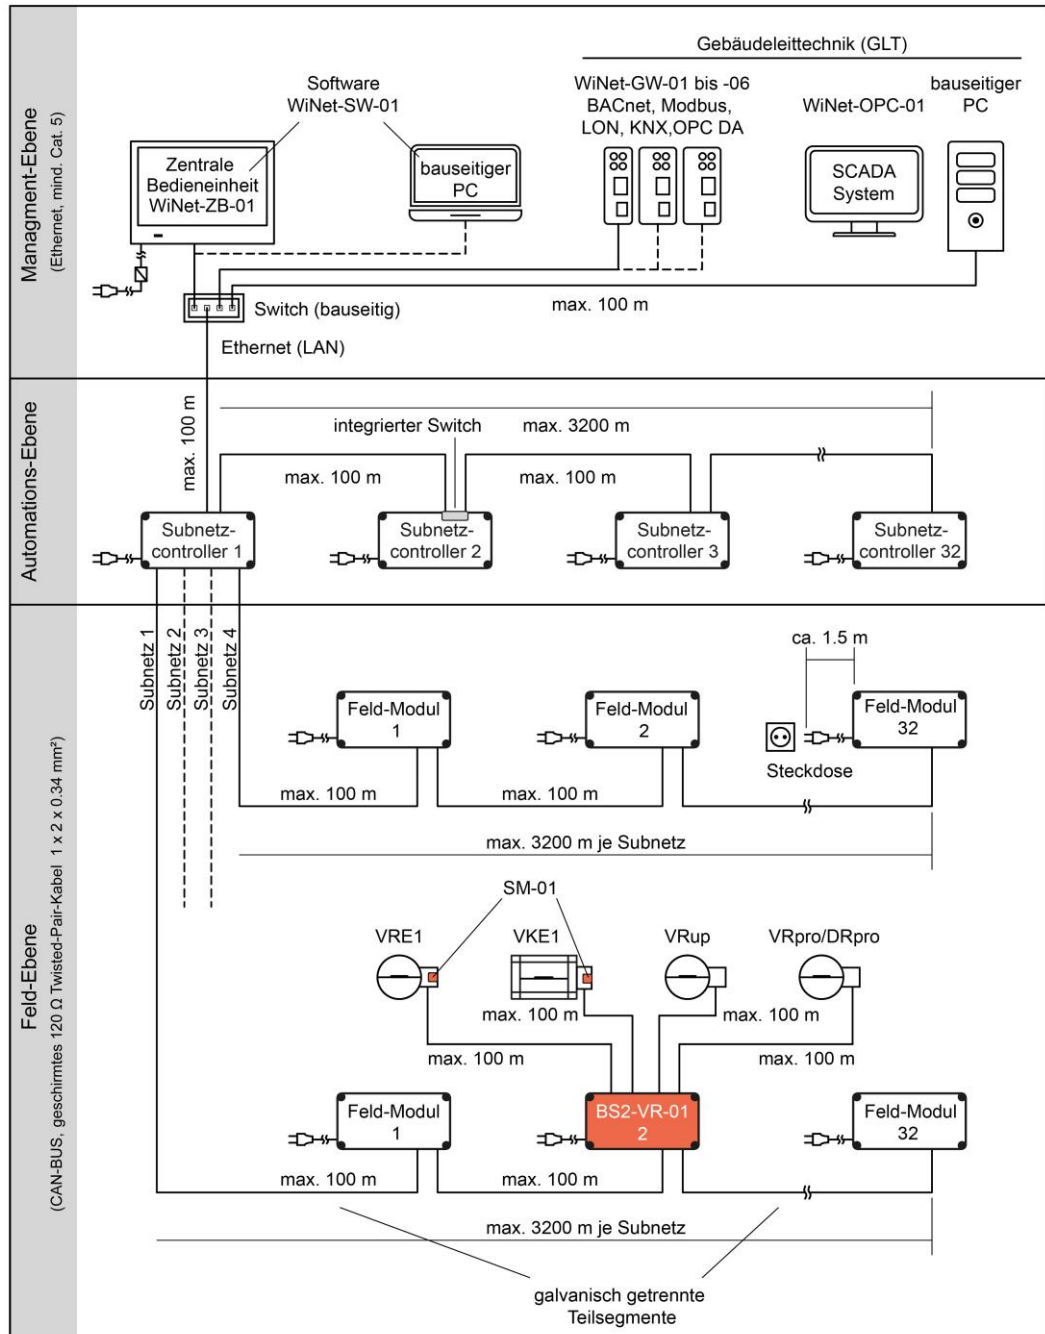 Managment-Ebene
(Ethernet, mind. Cat. 5)
Gebäudeleittechnik (GLT)
Software
WiNet-SW-01
WiNet-GW-01 bis -06
BACnet, Modbus,
LON, KNX,OPC DA
WiNet-OPC-01
bauseitiger
PC
Zentrale
Bedieneinheit
WiNet-ZB-01
bauseitiger
PC
SCADA
System
Switch (bauseitig)
max. 100 m
Ethernet (LAN)
Automations-Ebene
max. 100 m
integrierter Switch
max. 3200 m
max. 100 m
max. 100 m
Subnetz-
controller 1
Subnetz-
controller 2
Subnetz-
controller 3
Subnetz-
controller 32
Feld-Ebene
(CAN-BUS, geschirmtes 120 Ω Twisted-Pair-Kabel 1 x 2 x 0.34 mm²)
Subnetz 1
Subnetz 2
Subnetz 3
Subnetz 4
ca. 1.5 m
Feld-Modul
1
Feld-Modul
2
Feld-Modul
32
Steckdose
max. 100 m
max. 100 m
max. 3200 m je Subnetz
SM-01
VRE1
VKE1
VRup
VRpro/DRpro
max. 100 m
max. 100 m
max. 100 m
max. 100 m
Feld-Modul
1
BS2-VR-01
2
Feld-Modul
32
max. 100 m
max. 100 m
max. 3200 m je Subnetz
galvanisch getrennte
Teilsegmente